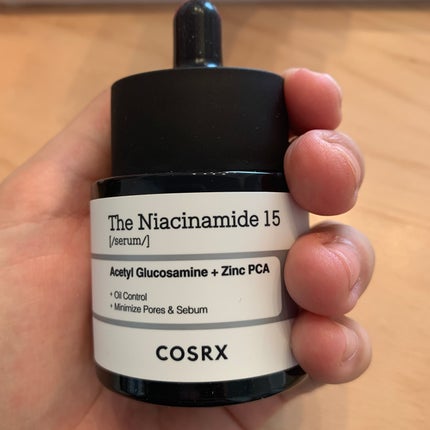 The Niacinamide 15
[/serum/]
Acetyl Glucosamine + Zinc PCA
+ Oil Control
+ Minimize Pores & Sebum
COSRX